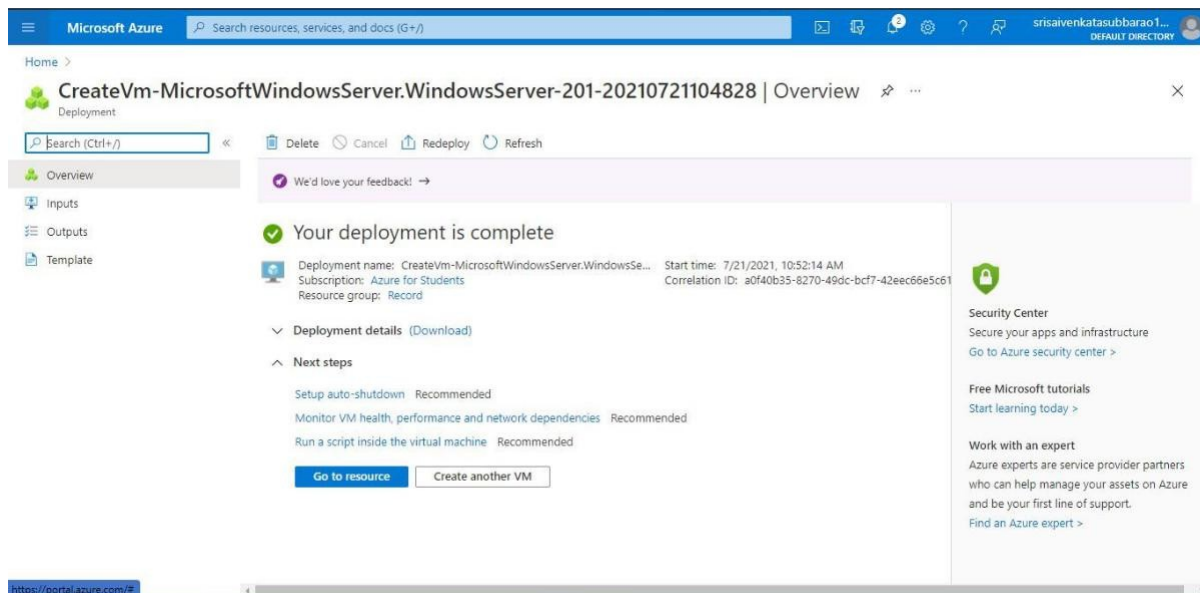 Microsoft Azure
Search resources, services, and docs (G+/)
2
srisaivenkatasubbarao1...
DEFAULT DIRECTORY
Home >
CreateVm-MicrosoftWindowsServer.WindowsServer-201-20210721104828 | Overview
Deployment
Search (Ctrl+/)
Delete
Cancel
Redeploy
Refresh
Overview
Inputs
Outputs
Template
We'd love your feedback! →
Your deployment is complete
Deployment name: CreateVm-MicrosoftWindowsServer.WindowsSe...
Subscription: Azure for Students
Resource group: Record
Start time: 7/21/2021, 10:52:14 AM
Correlation ID: a0f40b35-8270-49dc-bcf7-42eec66e5c61
Deployment details (Download)
Next steps
Setup auto-shutdown Recommended
Monitor VM health, performance and network dependencies Recommended
Run a script inside the virtual machine Recommended
Go to resource
Create another VM
Security Center
Secure your apps and infrastructure
Go to Azure security center >
Free Microsoft tutorials
Start learning today >
Work with an expert
Azure experts are service provider partners
who can help manage your assets on Azure
and be your first line of support.
Find an Azure expert >
https://portal.azure.com/#